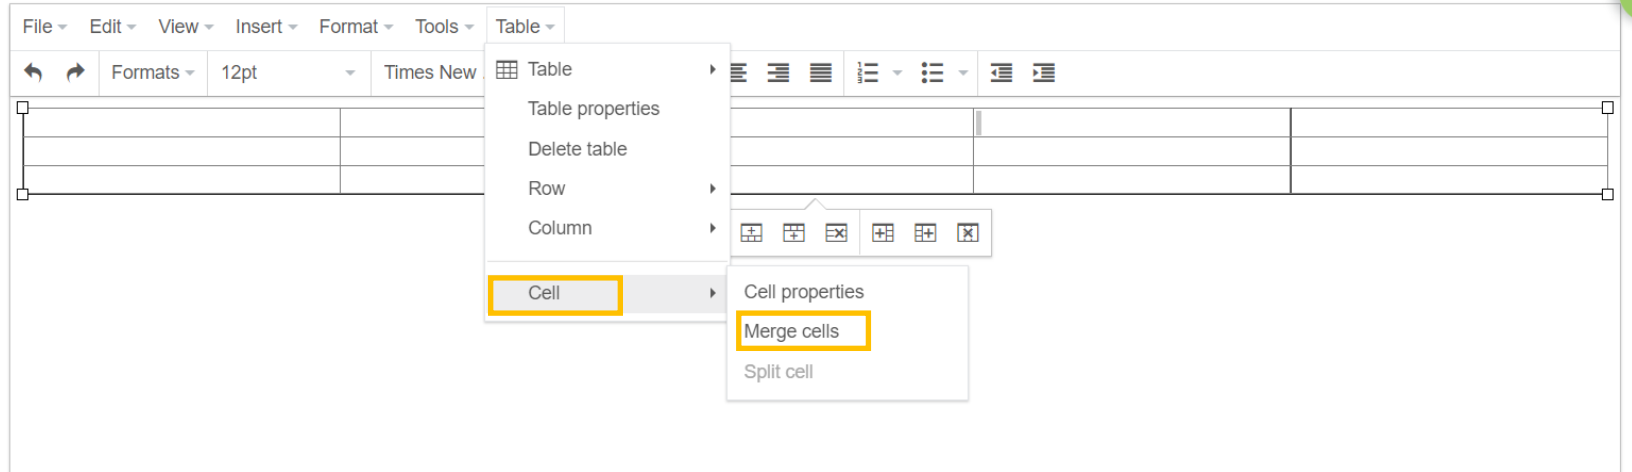 File Edit View Insert Format Tools Table
Formats 12pt Times New
Table
Table properties
Delete table
Row
Column
Cell
Cell properties
Merge cells
Split cell